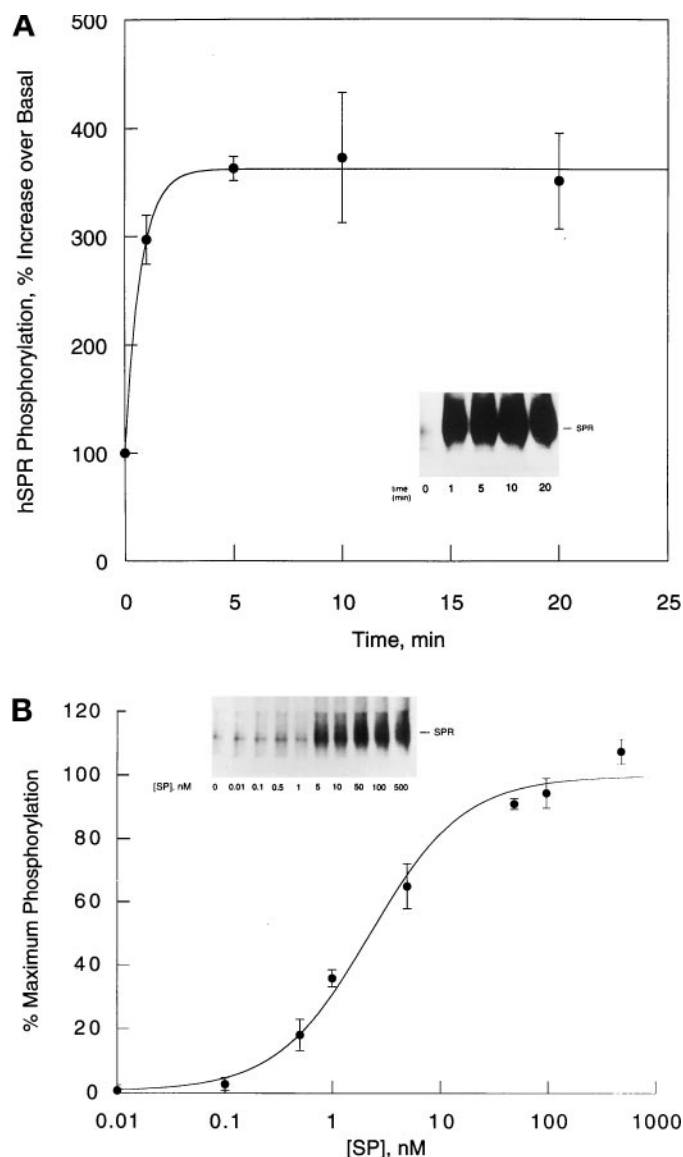 A
hSPR Phosphorylation, % Increase over Basal
500
400
300
200
100
0
— SPR
time (min) 0 1 5 10 20
0 5 10 15 20 25
Time, min
B
% Maximum Phosphorylation
120
100
80
60
40
20
0
— SPR
[SP], nM 0 0.01 0.1 0.5 1 5 10 50 100 500
0.01 0.1 1 10 100 1000
[SP], nM